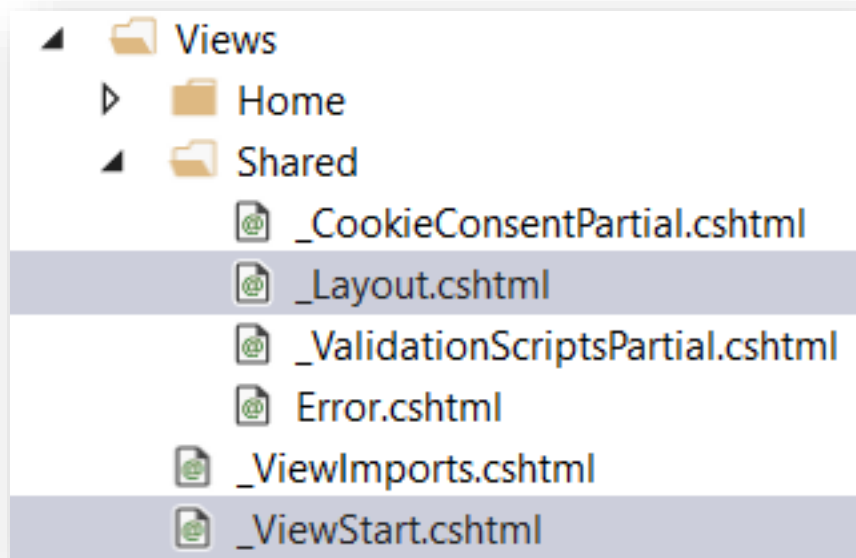 Views
Home
Shared
_CookieConsentPartial.cshtml
_Layout.cshtml
_ValidationScriptsPartial.cshtml
Error.cshtml
_ViewImports.cshtml
_ViewStart.cshtml